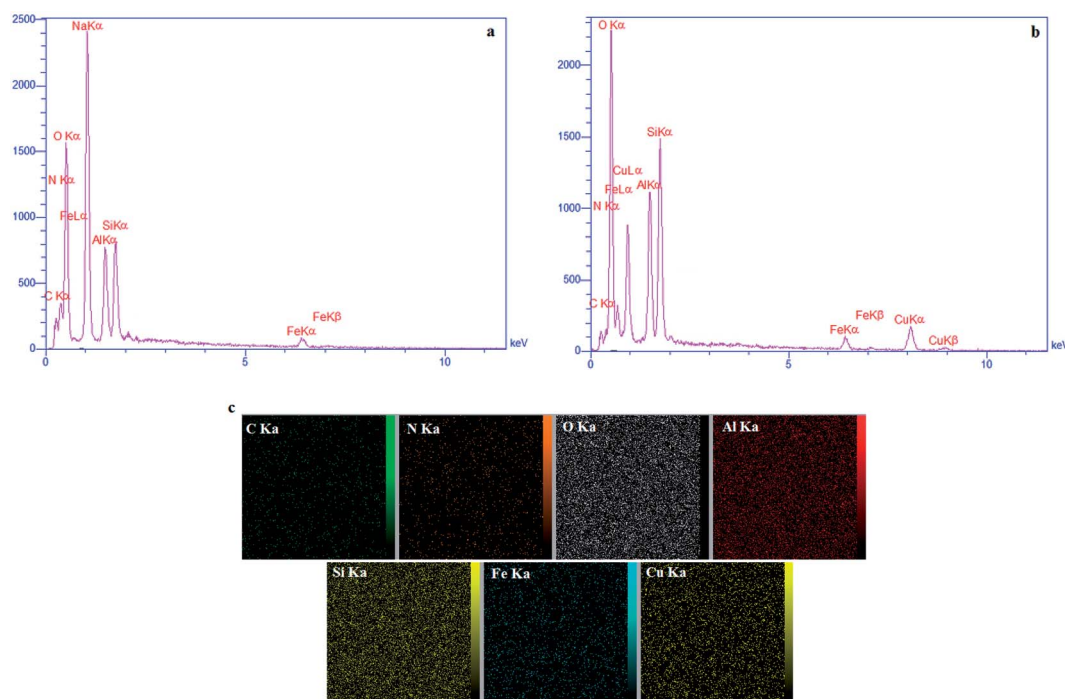 a
2500
NaKα
2000
O Kα
1500
N Kα
FeLα
1000
SiKα
AlKα
500
C Kα
FeKβ
FeKα
0
0
5
10
keV
b
O Kα
2000
SiKα
1500
CuLα
FeLα
AlKα
N Kα
1000
500
C Kα
FeKβ
CuKα
FeKα
CuKβ
0
0
5
10
keV
c
C Ka
N Ka
O Ka
Al Ka
Si Ka
Fe Ka
Cu Ka